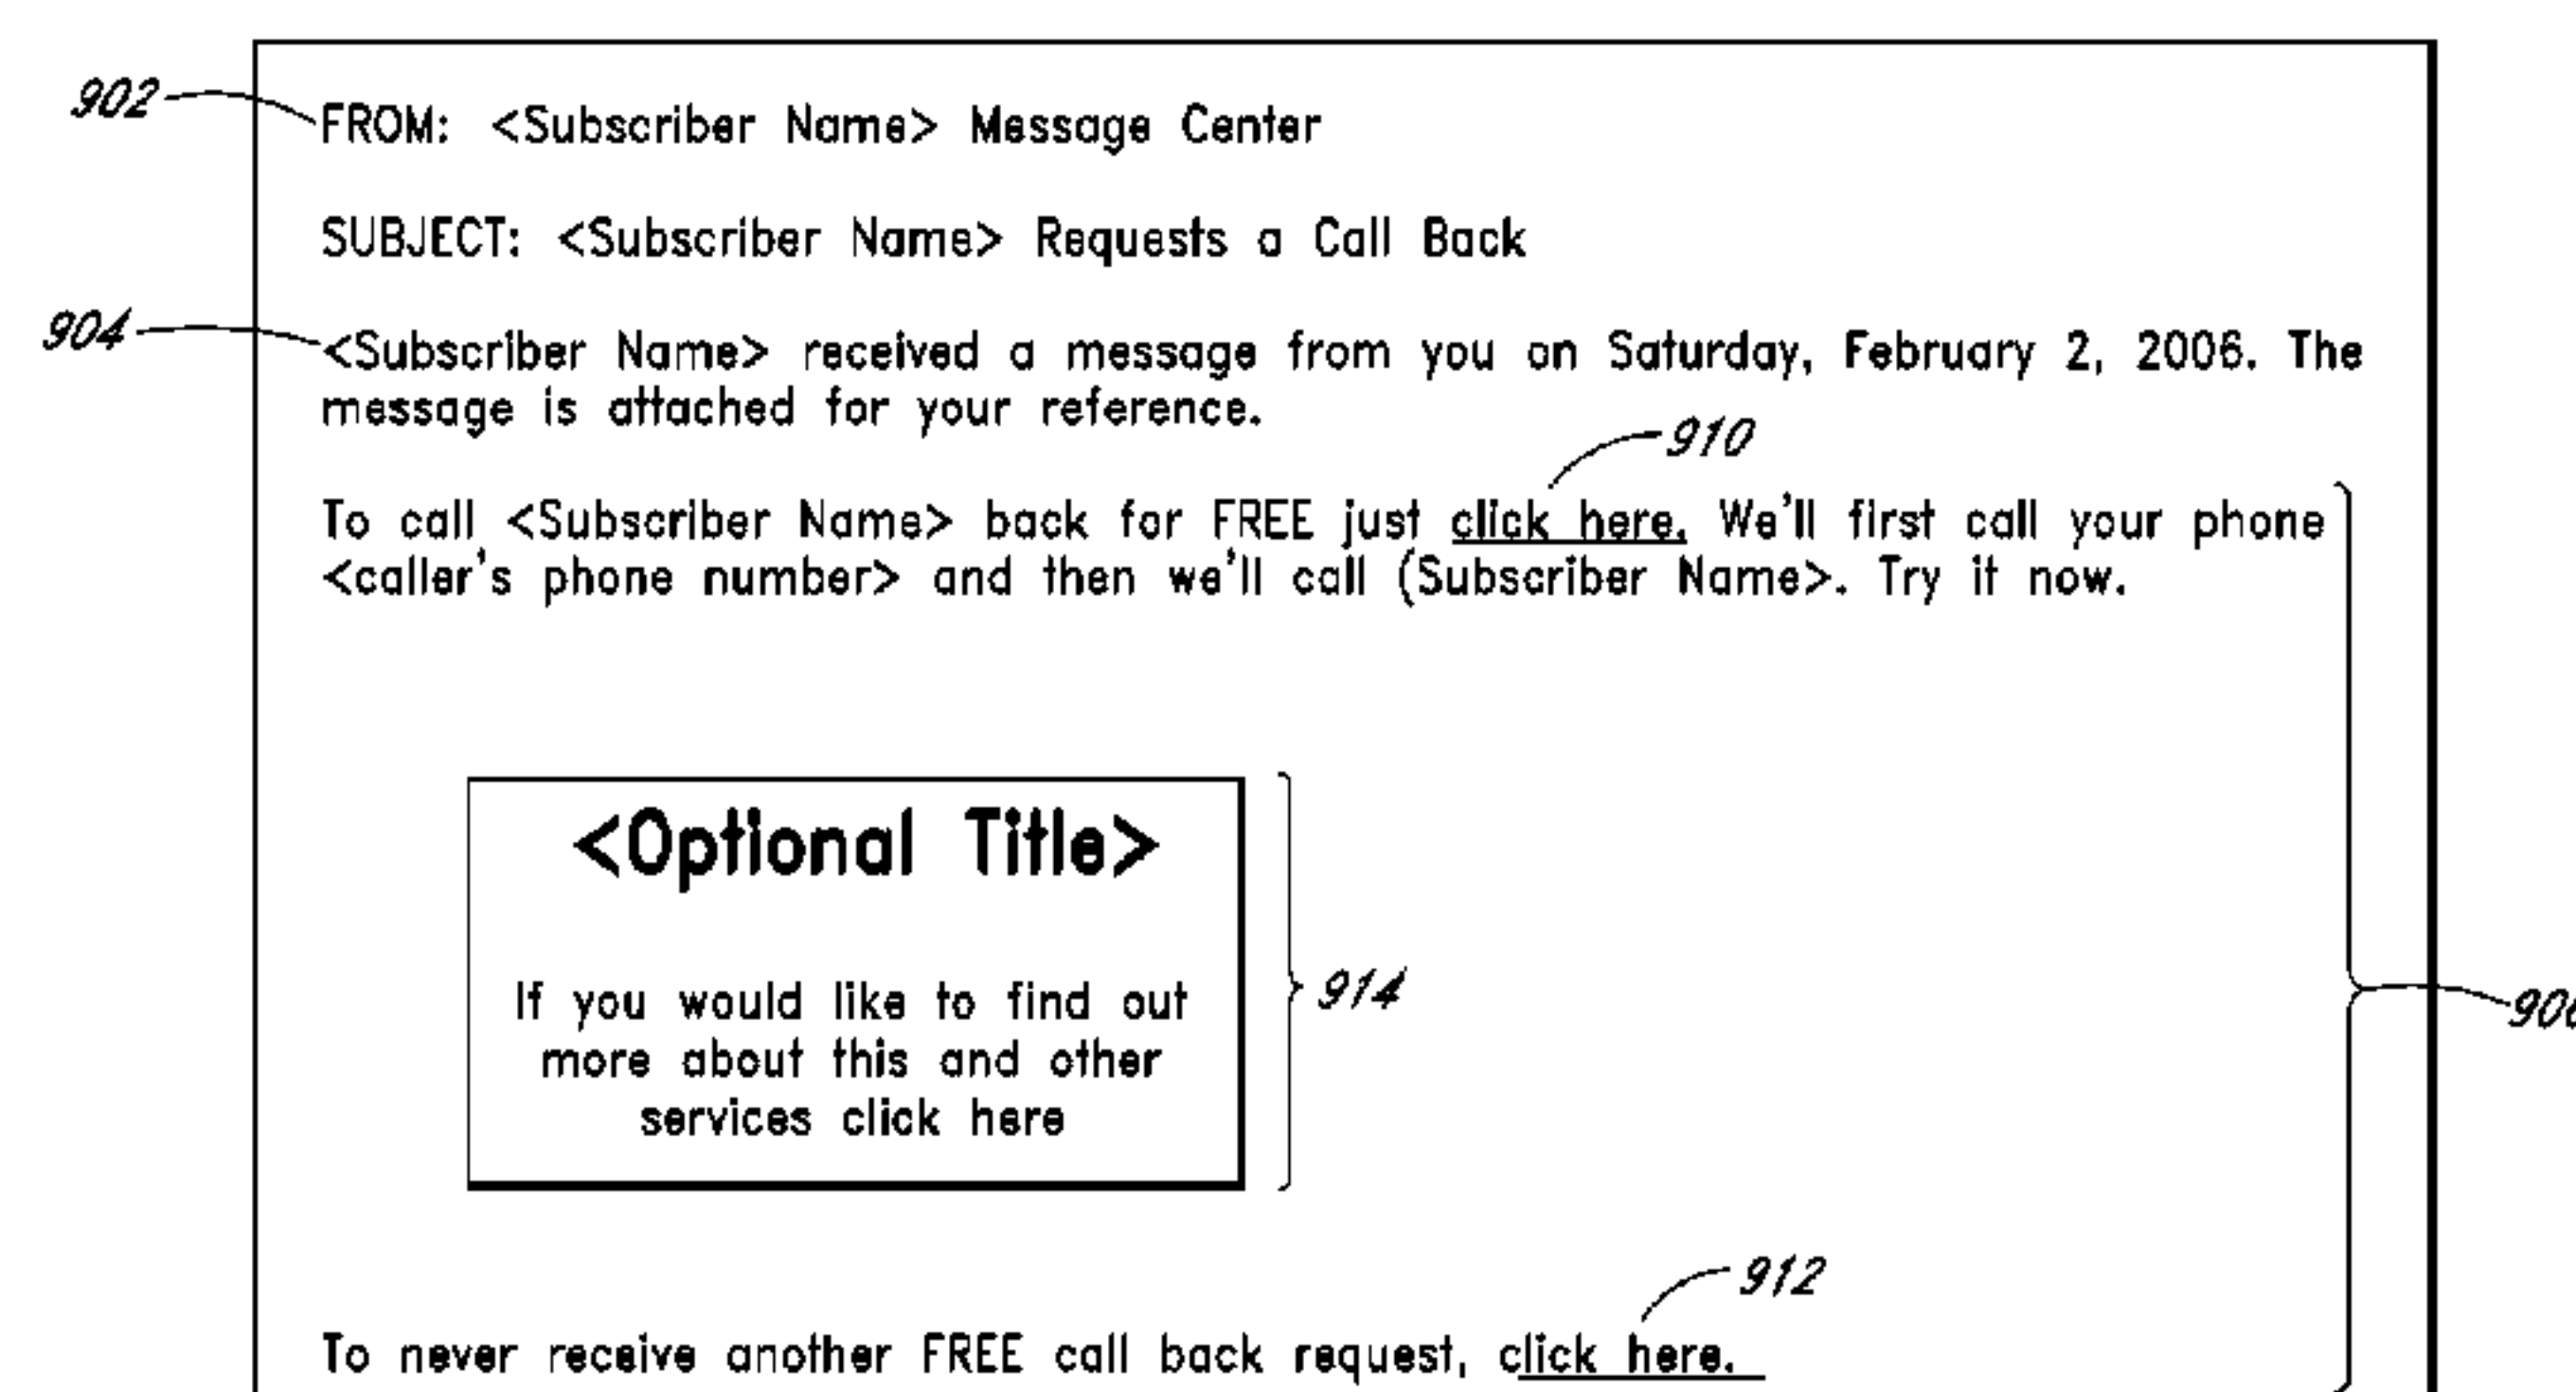 902
FROM: <Subscriber Name> Message Center
SUBJECT: <Subscriber Name> Requests a Call Back
904
<Subscriber Name> received a message from you on Saturday, February 2, 2006. The
message is attached for your reference.
910
To call <Subscriber Name> back for FREE just click here. We'll first call your phone
<caller's phone number> and then we'll call (Subscriber Name>. Try it now.
<Optional Title>
If you would like to find out
more about this and other
services click here
914
912
To never receive another FREE call back request, click here.